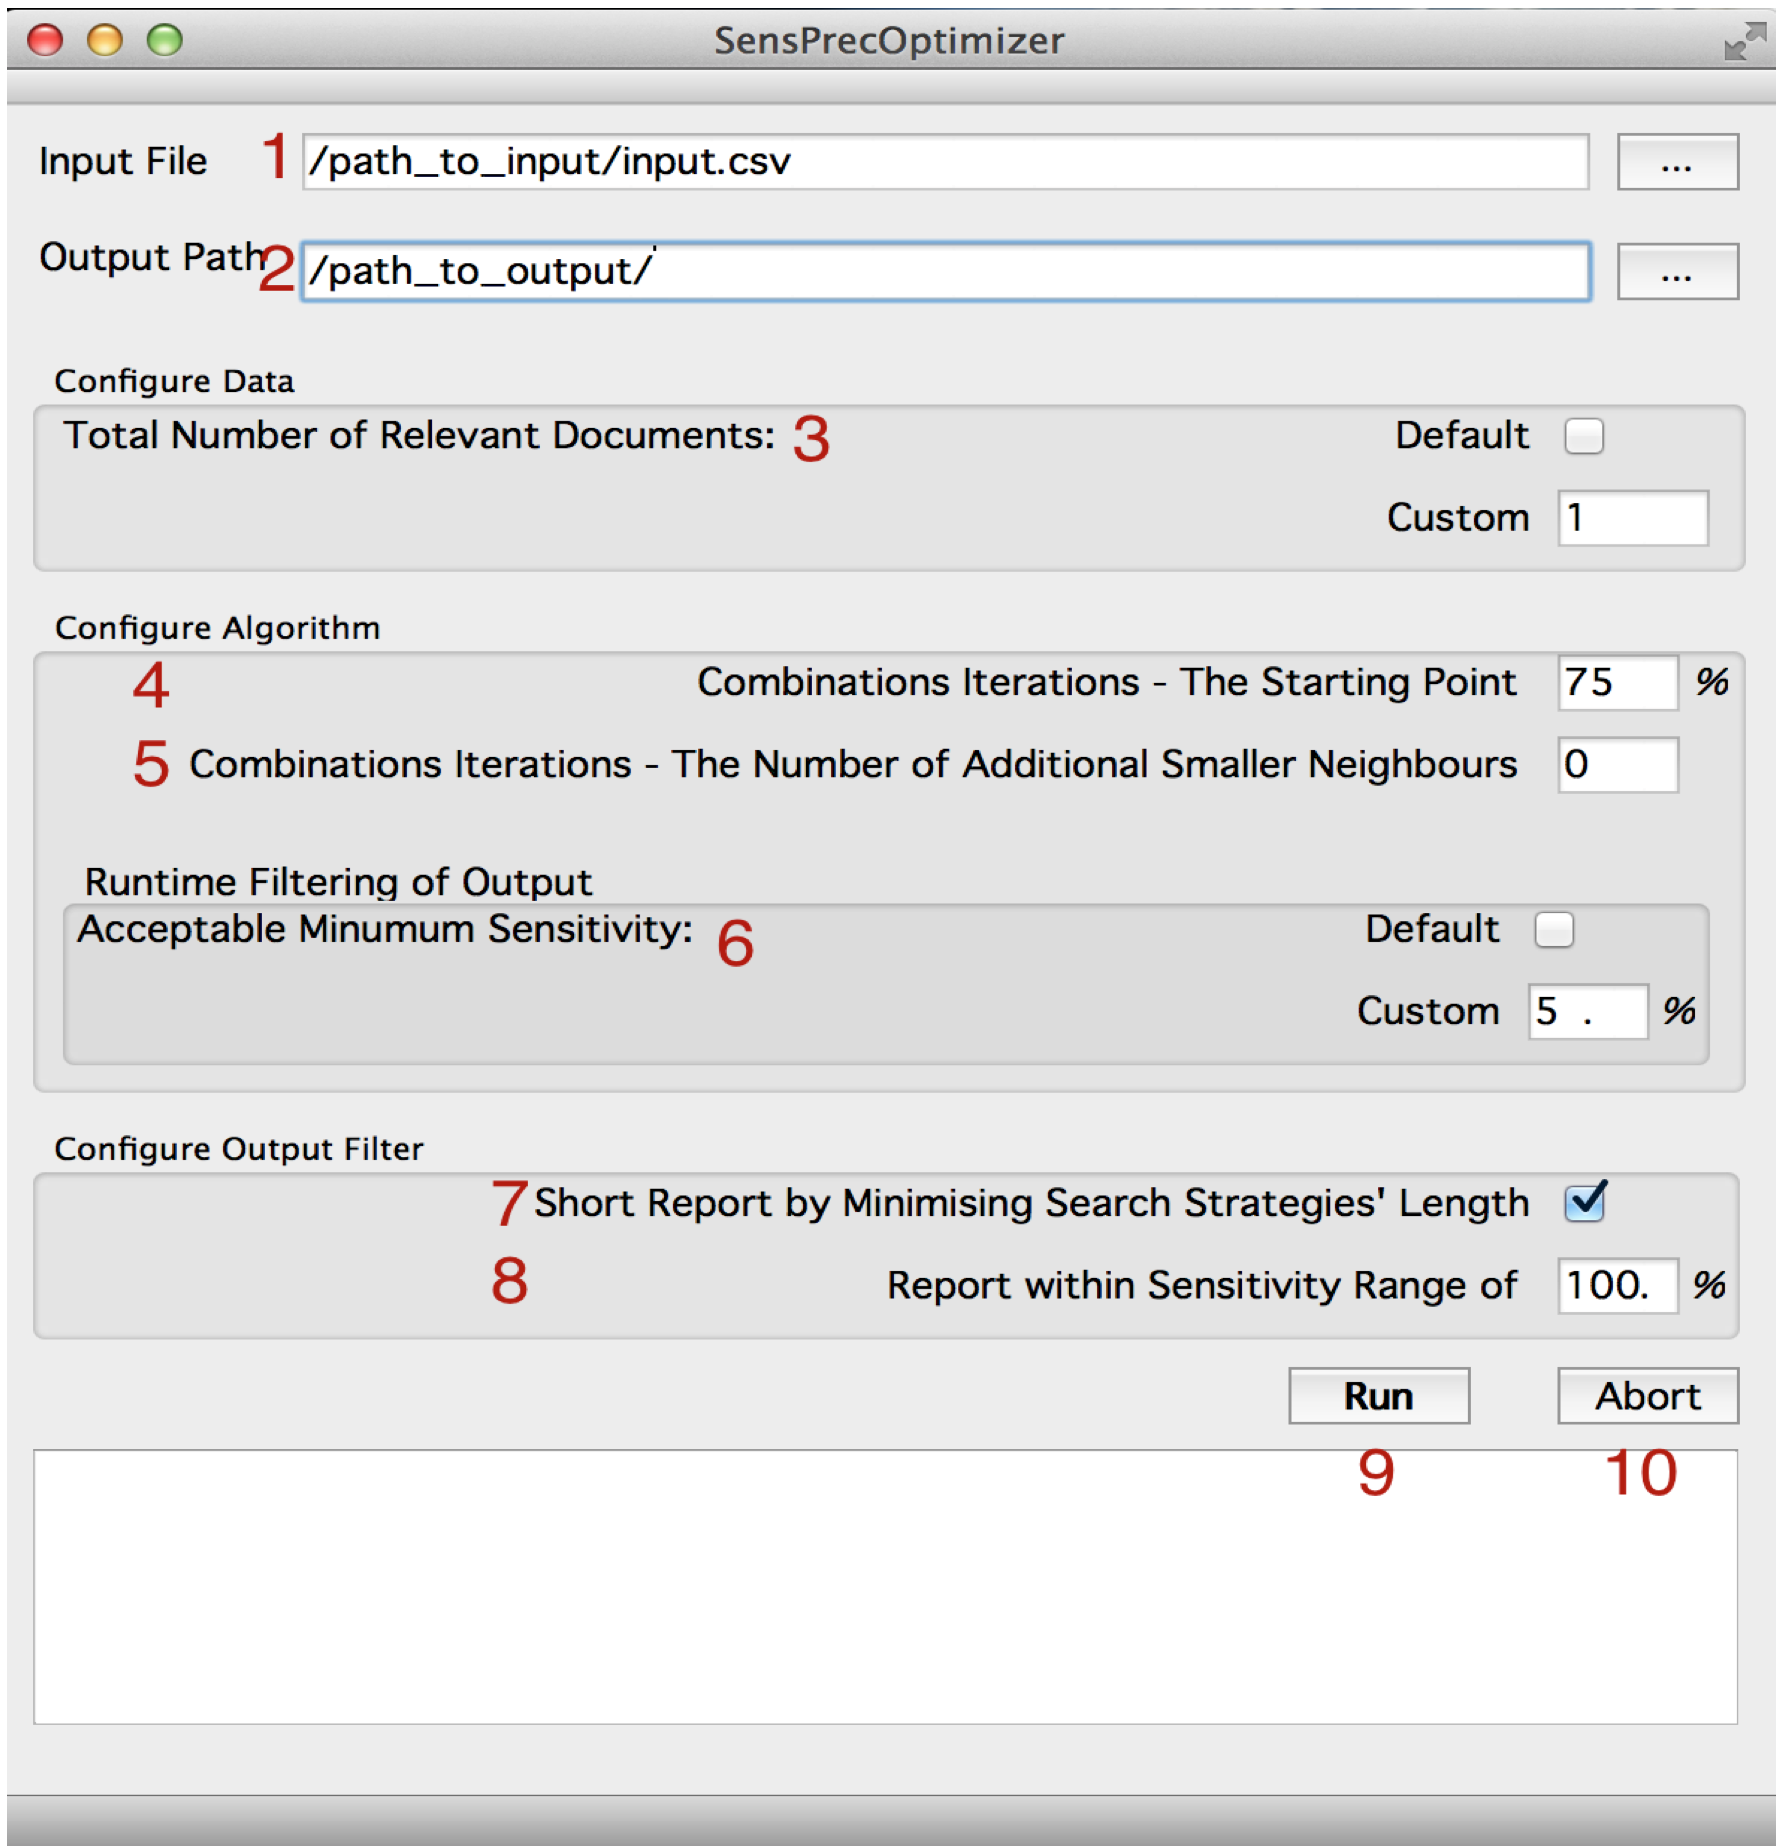 SensPrecOptimizer
Input File 1 /path_to_input/input.csv ...
Output Path 2 /path_to_output/ ...
Configure Data
Total Number of Relevant Documents: 3 Default
Custom 1
Configure Algorithm
4 Combinations Iterations - The Starting Point 75 %
5 Combinations Iterations - The Number of Additional Smaller Neighbours 0
Runtime Filtering of Output
Acceptable Minumum Sensitivity: 6 Default
Custom 5 . %
Configure Output Filter
7 Short Report by Minimising Search Strategies' Length
8 Report within Sensitivity Range of 100. %
Run Abort
9 10